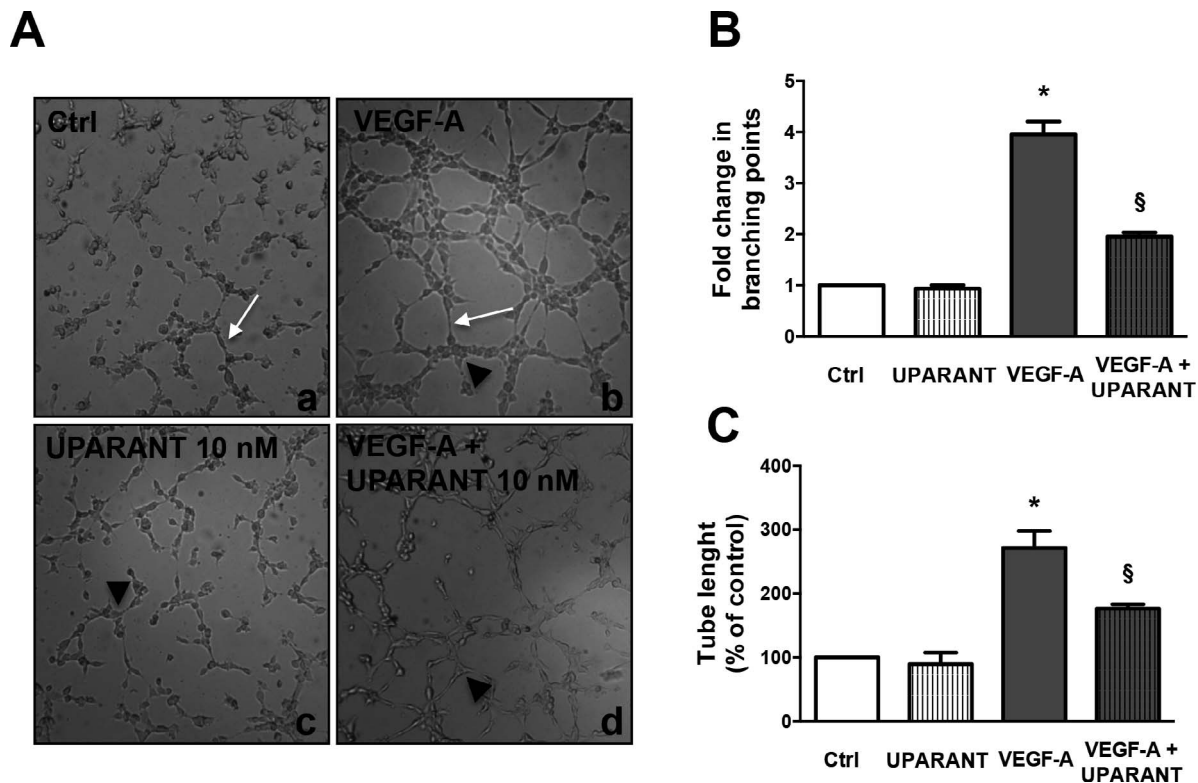 A
Ctrl
a
VEGF-A
b
UPARANT 10 nM
c
VEGF-A +
UPARANT 10 nM
d
B
Fold change in
branching points
5
4
3
2
1
0
*
§
Ctrl
UPARANT
VEGF-A
VEGF-A +
UPARANT
C
Tube lenght
(% of control)
400
300
200
100
0
*
§
Ctrl
UPARANT
VEGF-A
VEGF-A +
UPARANT